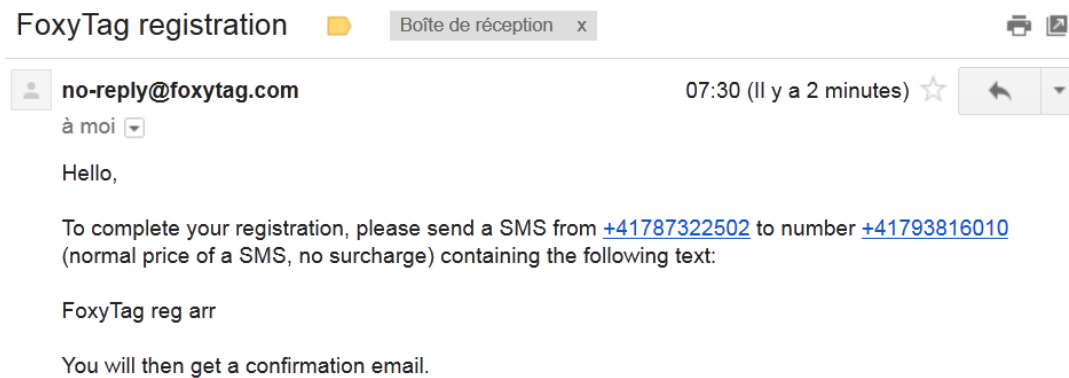 FoxyTag registration Boîte de réception x
no-reply@foxytag.com 07:30 (Il y a 2 minutes)
à moi
Hello,
To complete your registration, please send a SMS from +41787322502 to number +41793816010
(normal price of a SMS, no surcharge) containing the following text:
FoxyTag reg arr
You will then get a confirmation email.